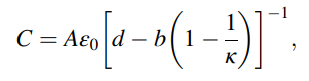 C = Aε₀[d − b(1 − 1/κ)]⁻¹,